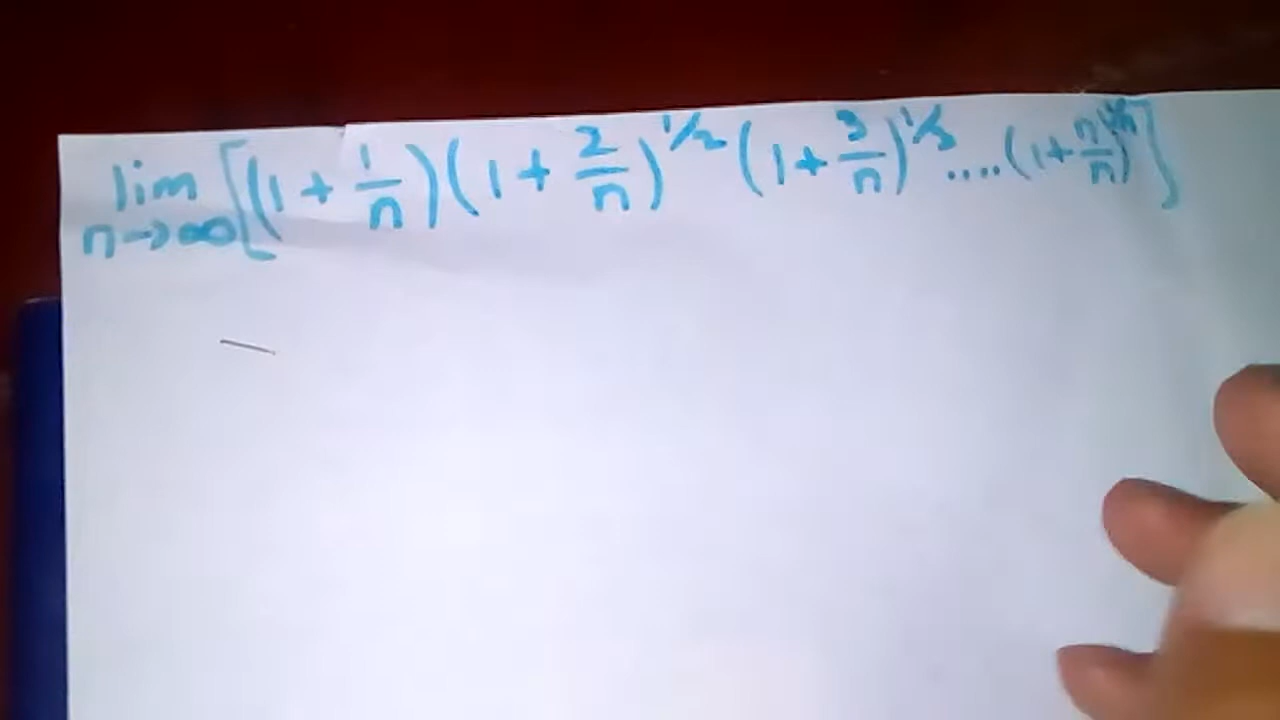 lim n→∞ [(1 + 1/n)(1 + 2/n)^1/2 (1 + 3/n)^1/3 .... (1 + n/n)^1/n]